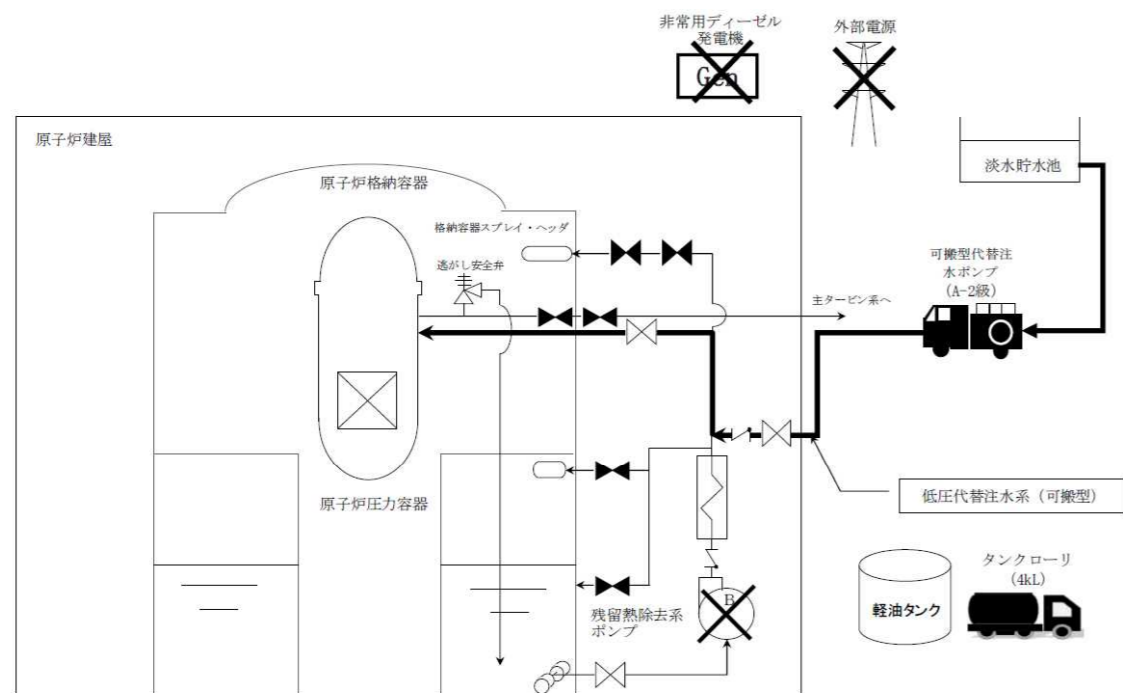 非常用ディーゼル
発電機
Gen
外部電源
原子炉建屋
淡水貯水池
原子炉格納容器
格納容器スプレイ・ヘッダ
逃がし安全弁
可搬型代替注
水ポンプ
(A-2級)
主タービン系へ
原子炉圧力容器
低圧代替注水系(可搬型)
タンクローリ
(4kL)
軽油タンク
B
残留熱除去系
ポンプ